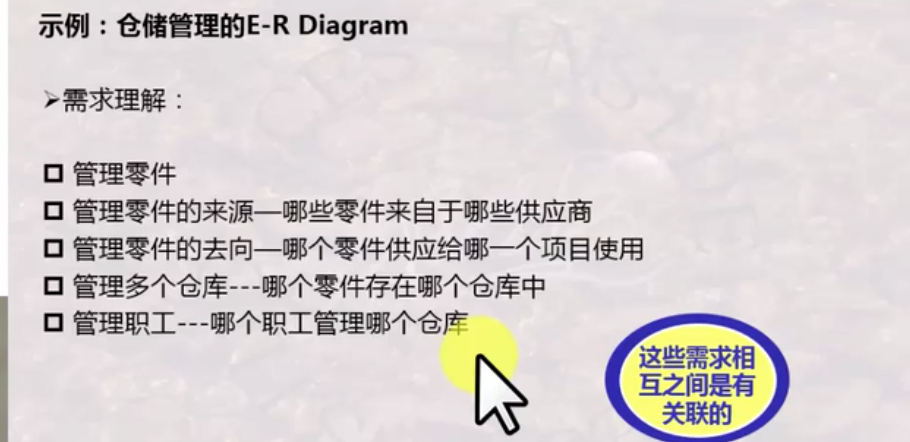 示例：仓储管理的E-R Diagram
➢需求理解：
管理零件
管理零件的来源—哪些零件来自于哪些供应商
管理零件的去向—哪个零件供应给哪一个项目使用
管理多个仓库---哪个零件存在哪个仓库中
管理职工---哪个职工管理哪个仓库
这些需求相
互之间是有
关联的